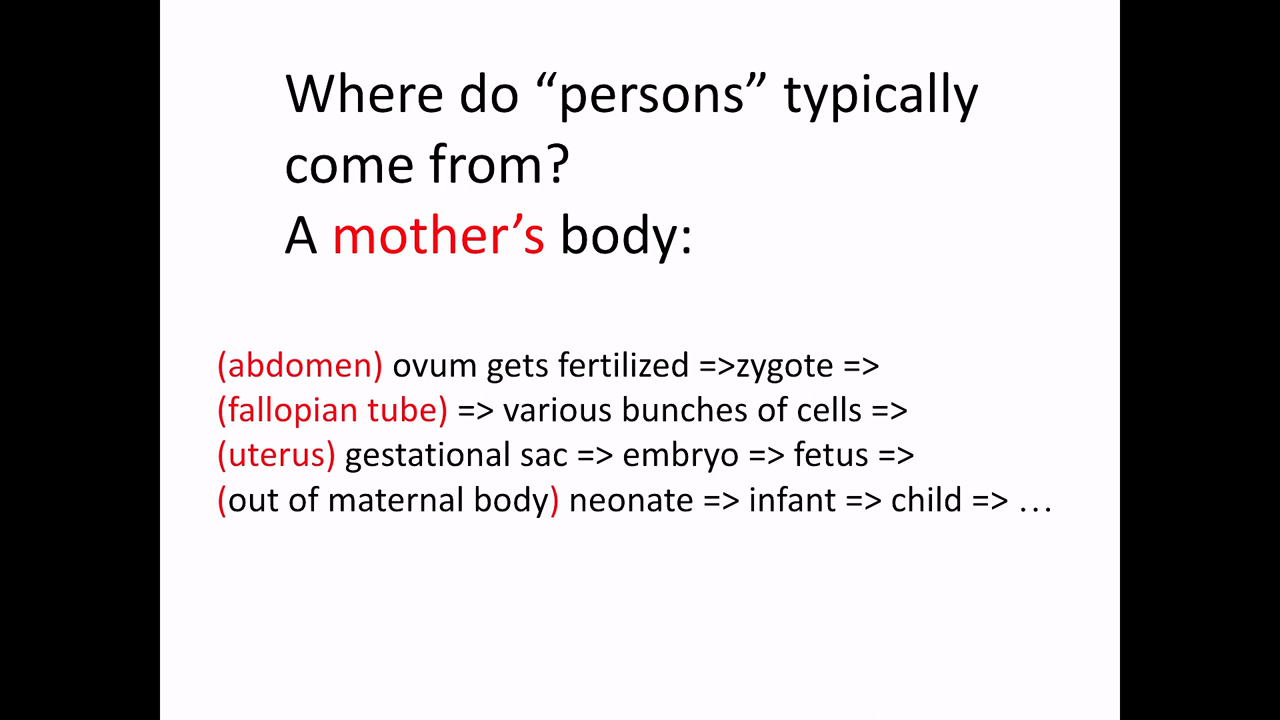 Where do “persons” typically
come from?
A mother’s body:
(abdomen) ovum gets fertilized =>zygote =>
(fallopian tube) => various bunches of cells =>
(uterus) gestational sac => embryo => fetus =>
(out of maternal body) neonate => infant => child => …